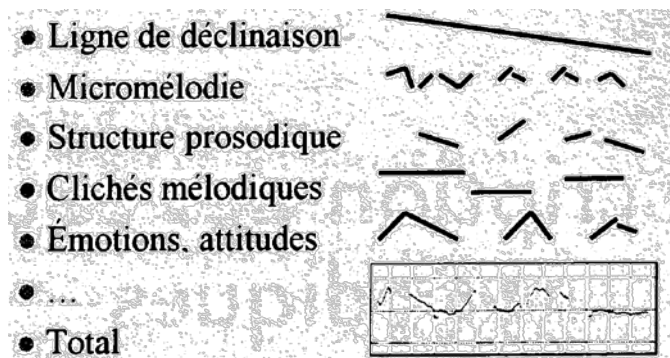 • Ligne de déclinaison
• Micromélodie
• Structure prosodique
• Clichés mélodiques
• Émotions, attitudes
• ...
• Total